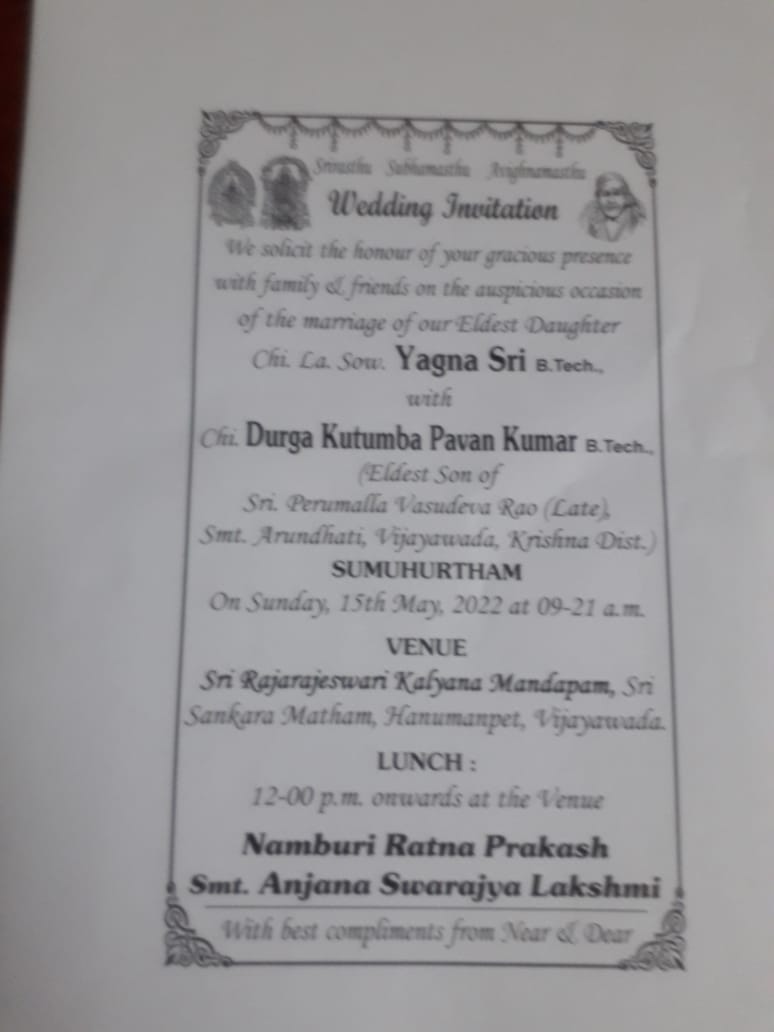 Srirasthu Subhamasthu Avighnamasthu
Wedding Invitation
We solicit the honour of your gracious presence
with family & friends on the auspicious occasion
of the marriage of our Eldest Daughter
Chi. La. Sow. Yagna Sri B.Tech.,
with
Chi. Durga Kutumba Pavan Kumar B.Tech.,
(Eldest Son of
Sri. Perumalla Vasudeva Rao (Late),
Smt. Arundhati, Vijayawada, Krishna Dist.)
SUMUHURTHAM
On Sunday, 15th May, 2022 at 09-21 a.m.
VENUE
Sri Rajarajeswari Kalyana Mandapam, Sri
Sankara Matham, Hanumanpet, Vijayawada.
LUNCH :
12-00 p.m. onwards at the Venue
Namburi Ratna Prakash
Smt. Anjana Swarajya Lakshmi
With best compliments from Near & Dear